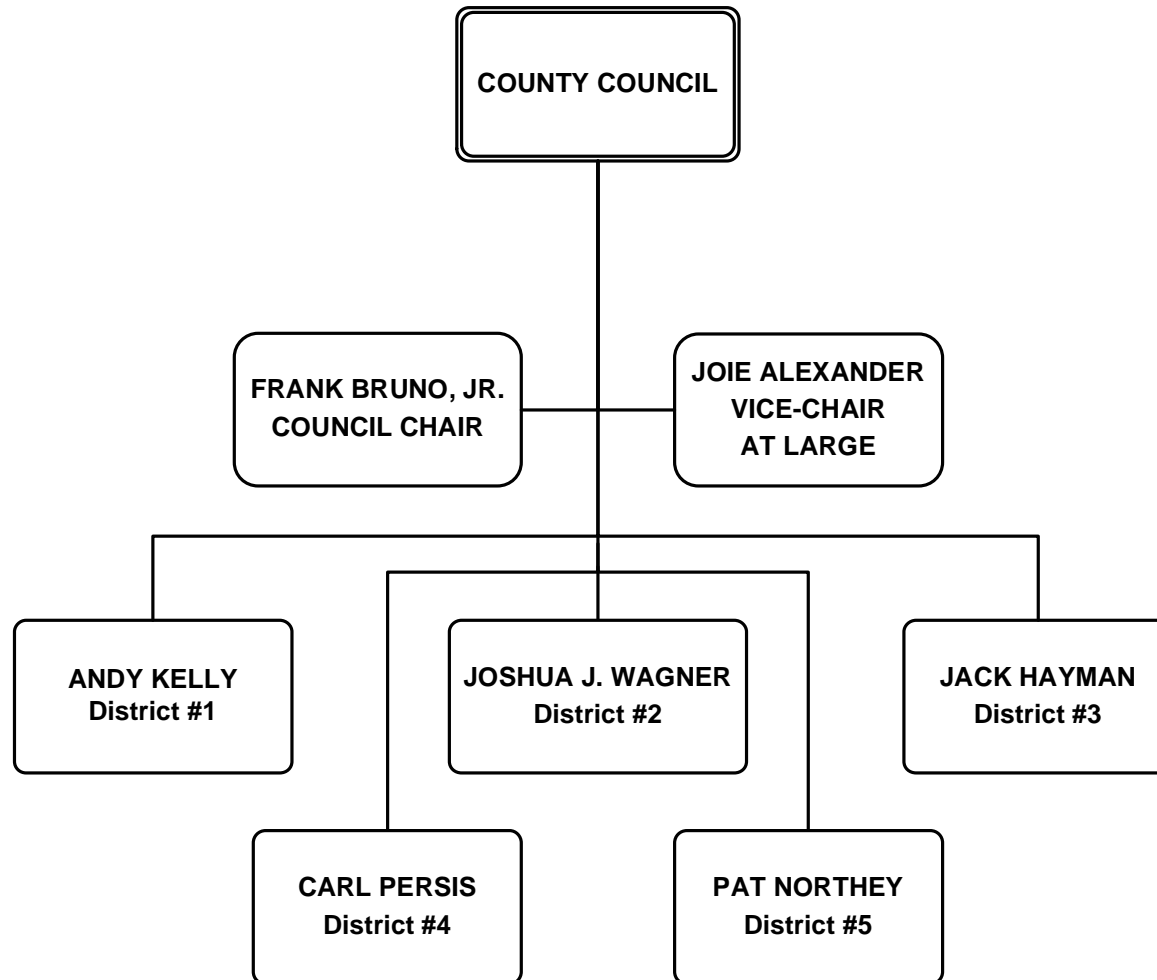 COUNTY COUNCIL
FRANK BRUNO, JR.
COUNCIL CHAIR
JOIE ALEXANDER
VICE-CHAIR
AT LARGE
ANDY KELLY
District #1
JOSHUA J. WAGNER
District #2
JACK HAYMAN
District #3
CARL PERSIS
District #4
PAT NORTHEY
District #5